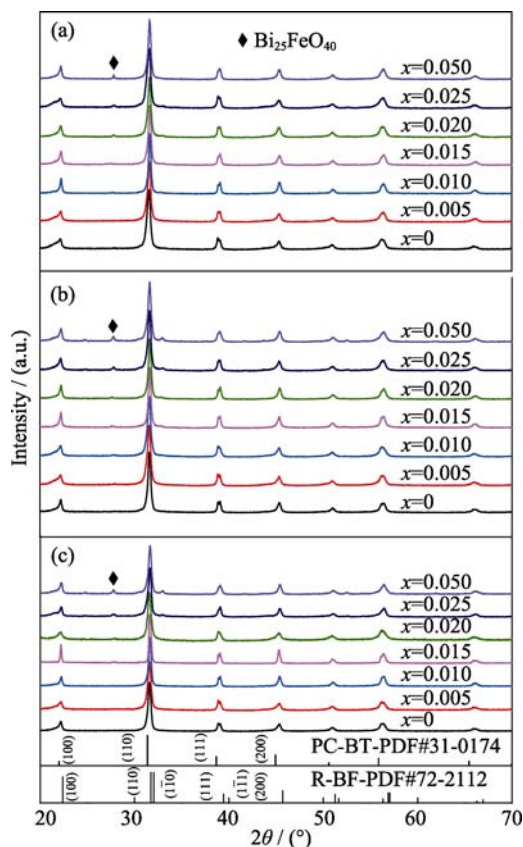 (a)
◆ Bi₂₅FeO₄₀
x=0.050
x=0.025
x=0.020
x=0.015
x=0.010
x=0.005
x=0
(b)
x=0.050
x=0.025
x=0.020
x=0.015
x=0.010
x=0.005
x=0
(c)
x=0.050
x=0.025
x=0.020
x=0.015
x=0.010
x=0.005
x=0
Intensity / (a.u.)
(100) (110) (111) (200) PC-BT-PDF#31-0174
(100) (110) (1̄10) (111) (11̄1) (200) R-BF-PDF#72-2112
20 30 40 50 60 70
2θ / (°)